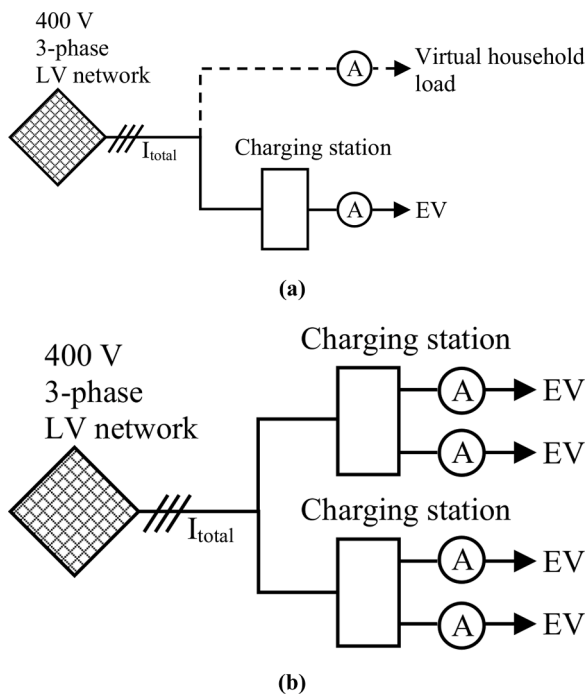 400 V
3-phase
LV network
I_total
A
Virtual household
load
Charging station
A
EV
(a)
400 V
3-phase
LV network
I_total
Charging station
A
EV
A
EV
Charging station
A
EV
A
EV
(b)